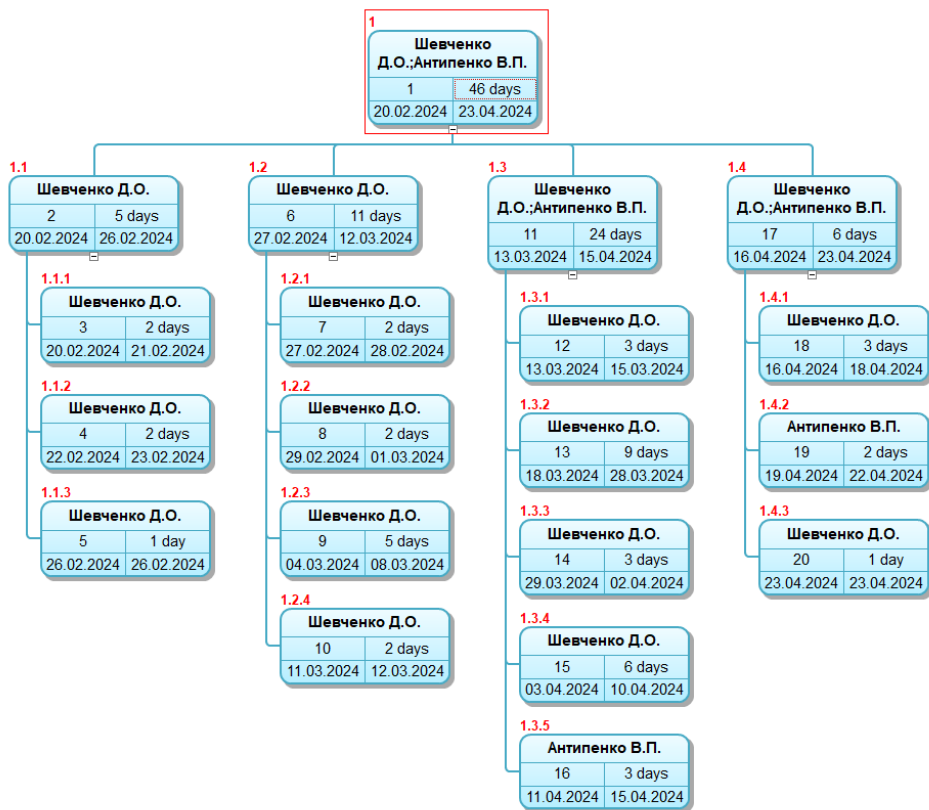 1
Шевченко
Д.О.;Антипенко В.П.
1 46 days
20.02.2024 23.04.2024
1.1
Шевченко Д.О.
2 5 days
20.02.2024 26.02.2024
1.1.1
Шевченко Д.О.
3 2 days
20.02.2024 21.02.2024
1.1.2
Шевченко Д.О.
4 2 days
22.02.2024 23.02.2024
1.1.3
Шевченко Д.О.
5 1 day
26.02.2024 26.02.2024
1.2
Шевченко Д.О.
6 11 days
27.02.2024 12.03.2024
1.2.1
Шевченко Д.О.
7 2 days
27.02.2024 28.02.2024
1.2.2
Шевченко Д.О.
8 2 days
29.02.2024 01.03.2024
1.2.3
Шевченко Д.О.
9 5 days
04.03.2024 08.03.2024
1.2.4
Шевченко Д.О.
10 2 days
11.03.2024 12.03.2024
1.3
Шевченко
Д.О.;Антипенко В.П.
11 24 days
13.03.2024 15.04.2024
1.3.1
Шевченко Д.О.
12 3 days
13.03.2024 15.03.2024
1.3.2
Шевченко Д.О.
13 9 days
18.03.2024 28.03.2024
1.3.3
Шевченко Д.О.
14 3 days
29.03.2024 02.04.2024
1.3.4
Шевченко Д.О.
15 6 days
03.04.2024 10.04.2024
1.3.5
Антипенко В.П.
16 3 days
11.04.2024 15.04.2024
1.4
Шевченко
Д.О.;Антипенко В.П.
17 6 days
16.04.2024 23.04.2024
1.4.1
Шевченко Д.О.
18 3 days
16.04.2024 18.04.2024
1.4.2
Антипенко В.П.
19 2 days
19.04.2024 22.04.2024
1.4.3
Шевченко Д.О.
20 1 day
23.04.2024 23.04.2024